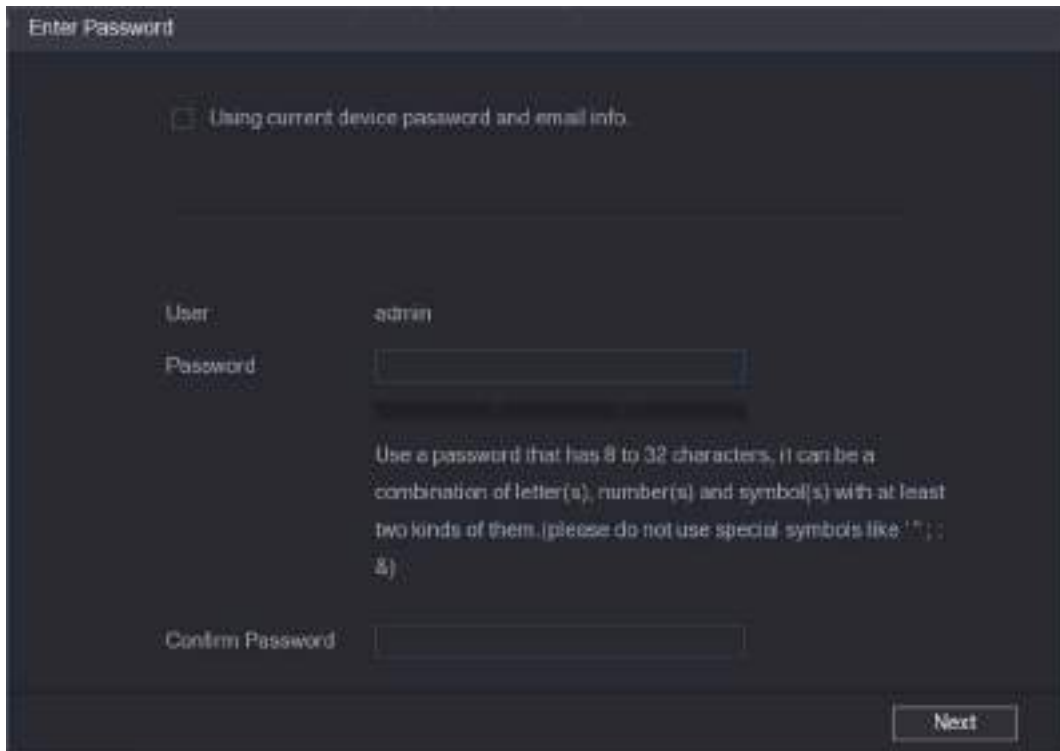 Enter Password
Using current device password and email info.
User admin
Password
Use a password that has 8 to 32 characters, it can be a
combination of letter(s), number(s) and symbol(s) with at least
two kinds of them.(please do not use special symbols like ' " ; :
&)
Confirm Password
Next